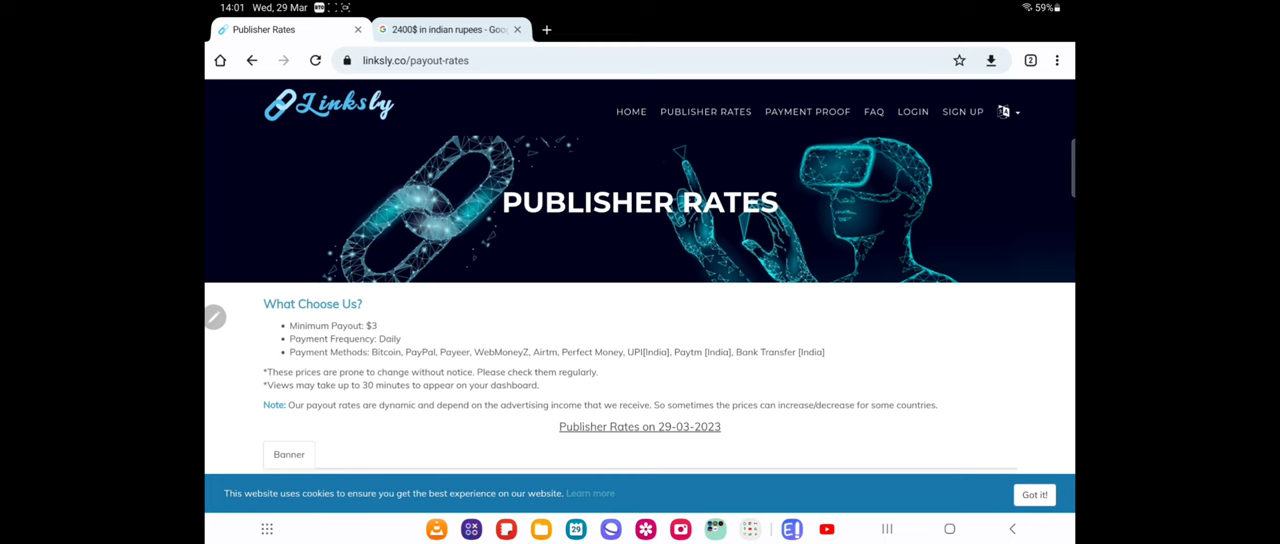 14:01 Wed, 29 Mar
59%
Publisher Rates
2400$ in indian rupees - Goo
linksly.co/payout-rates
2
Linksly
HOME PUBLISHER RATES PAYMENT PROOF FAQ LOGIN SIGN UP
PUBLISHER RATES
What Choose Us?
• Minimum Payout: $3
• Payment Frequency: Daily
• Payment Methods: Bitcoin, PayPal, Payeer, WebMoneyZ, Airtm, Perfect Money, UPI[India], Paytm [India], Bank Transfer [India]
*These prices are prone to change without notice. Please check them regularly.
*Views may take up to 30 minutes to appear on your dashboard.
Note: Our payout rates are dynamic and depend on the advertising income that we receive. So sometimes the prices can increase/decrease for some countries.
Publisher Rates on 29-03-2023
Banner
This website uses cookies to ensure you get the best experience on our website. Learn more
Got it!
29